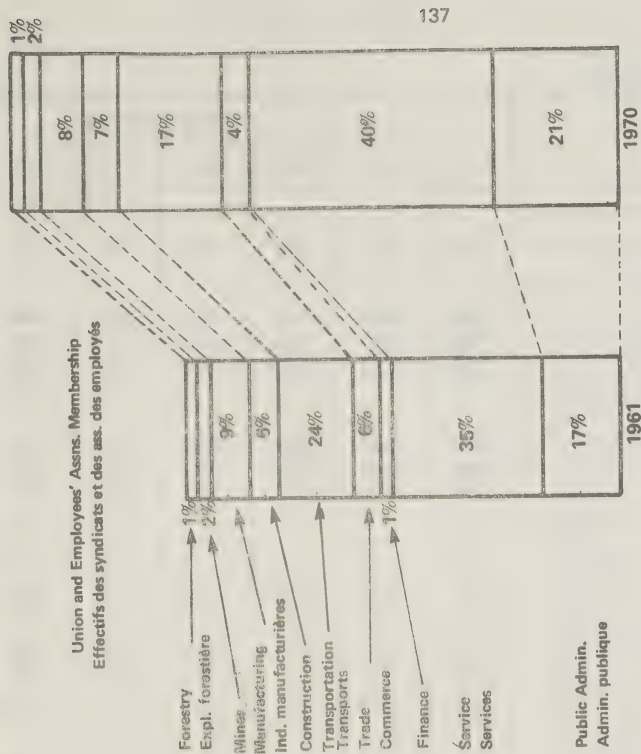 137
Union and Employees' Assns. Membership
Effectifs des syndicats et des ass. des employés
Forestry
Expl. forestière
Mines
Manufacturing
Ind. manufacturières
Construction
Transportation
Transports
Trade
Commerce
Finance
Service
Services
Public Admin.
Admin. publique
1%
2%
9%
6%
24%
6%
1%
35%
17%
1961
1%
2%
8%
7%
17%
4%
40%
21%
1970